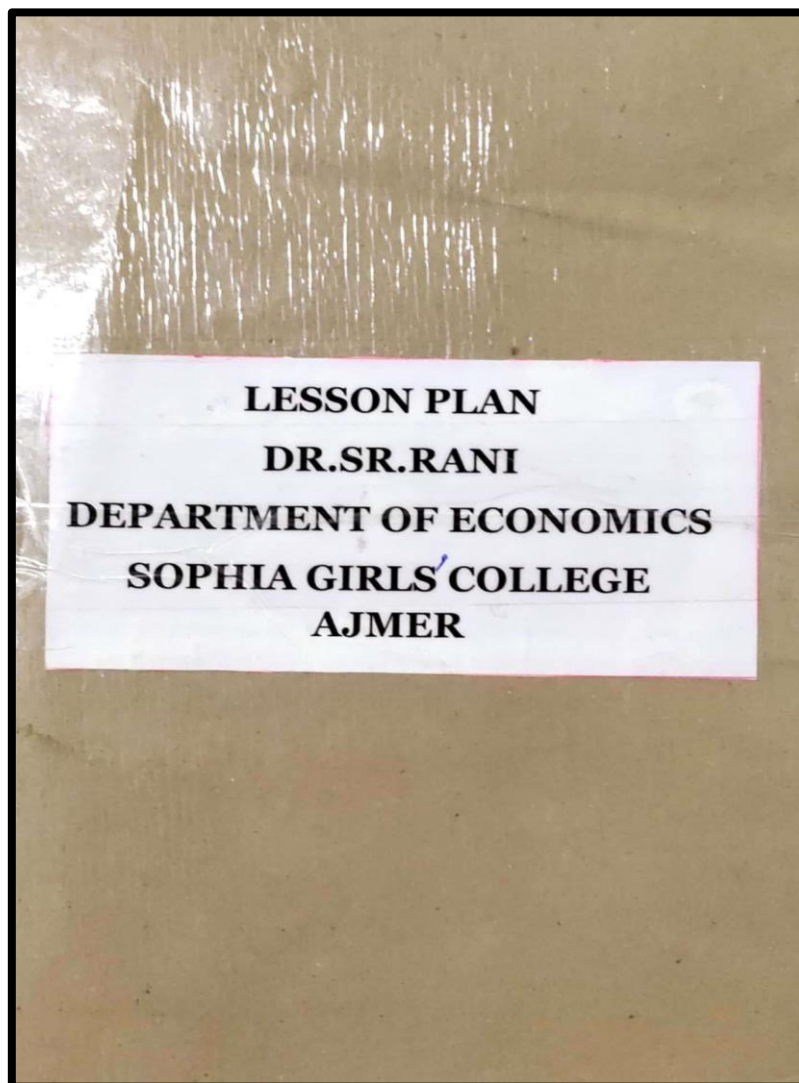 LESSON PLAN
DR.SR.RANI
DEPARTMENT OF ECONOMICS
SOPHIA GIRLS' COLLEGE
AJMER